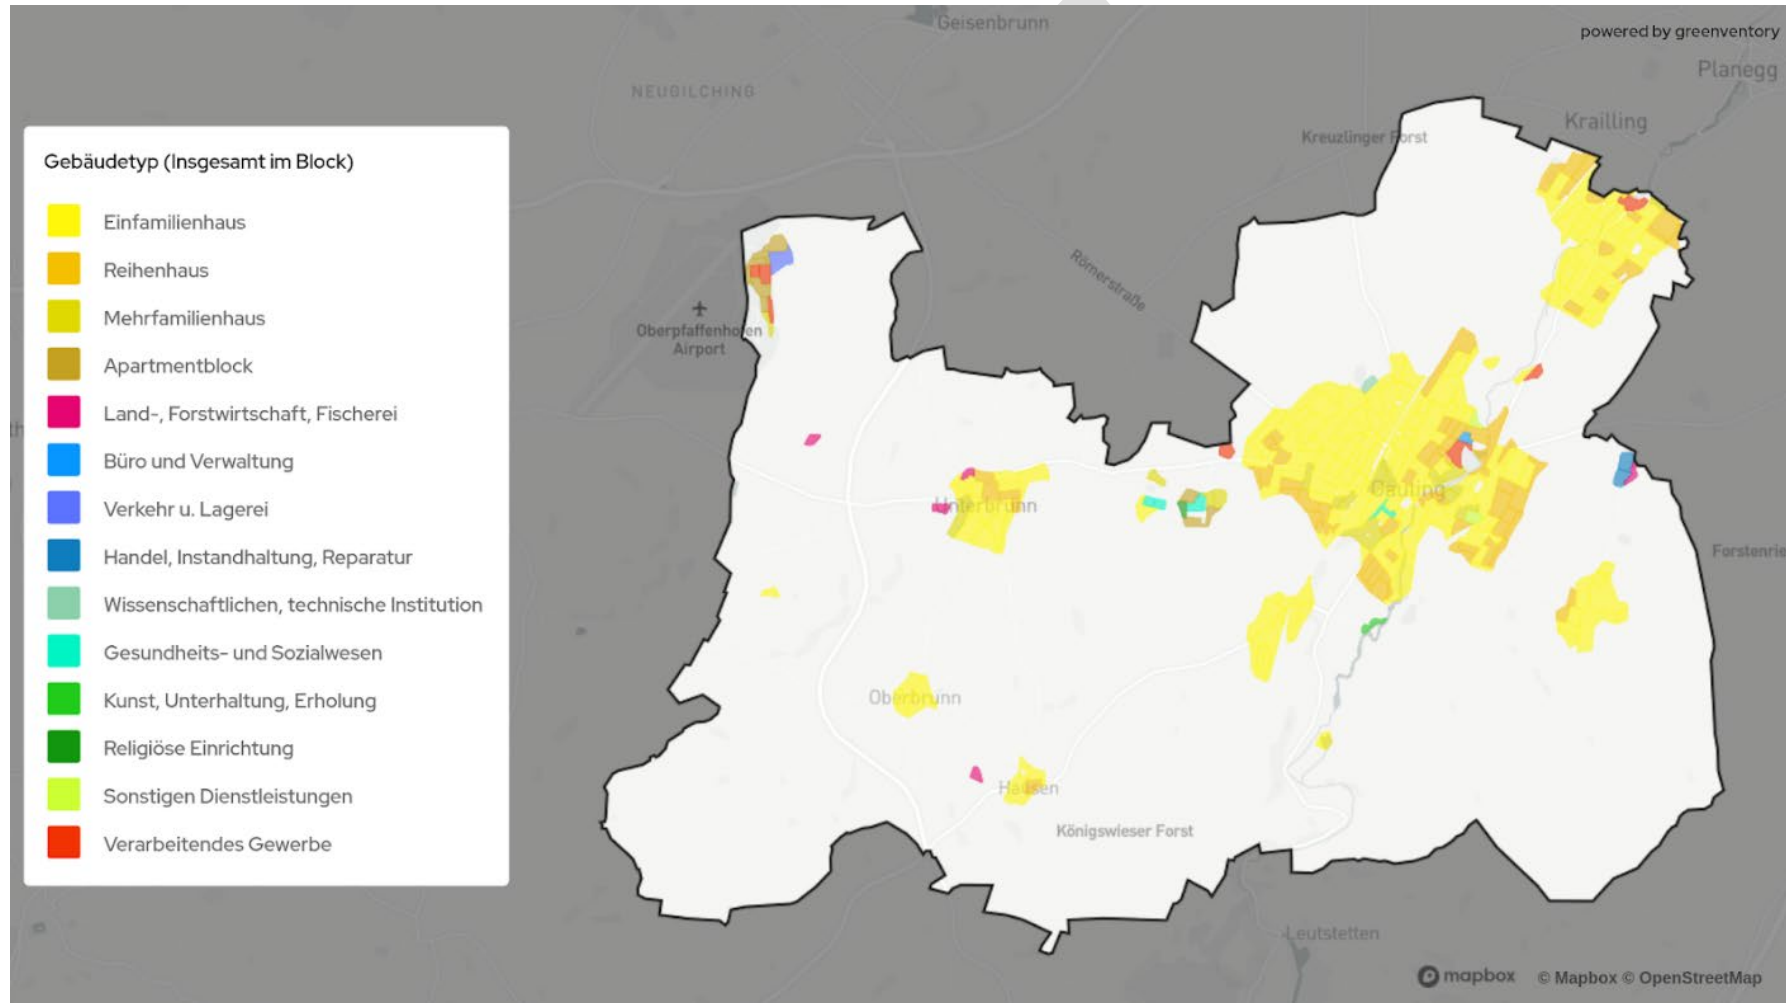 Geisenbrunn
powered by greenventory
Planegg
NEUGILCHING
Krailling
Kreuzlinger Forst
Gebäudetyp (Insgesamt im Block)
Einfamilienhaus
Reihenhaus
Mehrfamilienhaus
Apartmentblock
Land-, Forstwirtschaft, Fischerei
Büro und Verwaltung
Verkehr u. Lagerei
Handel, Instandhaltung, Reparatur
Wissenschaftlichen, technische Institution
Gesundheits- und Sozialwesen
Kunst, Unterhaltung, Erholung
Religiöse Einrichtung
Sonstigen Dienstleistungen
Verarbeitendes Gewerbe
Römerstraße
Oberpfaffenhofen
Airport
Unterbrunn
Gauting
Forstenrie
Oberbrunn
Hausen
Königswieser Forst
Leutstetten
mapbox © Mapbox © OpenStreetMap